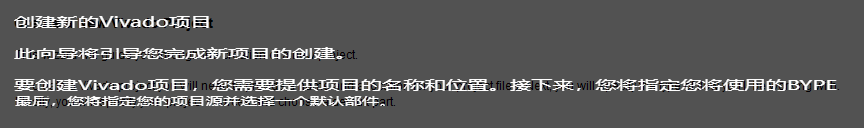 创建新的Vivado项目
此向导将引导您完成新项目的创建。
要创建Vivado项目，您需要提供项目的名称和位置。接下来，您将指定您将使用的BYPE
最后，您将指定您的项目源并选择一个默认部件。